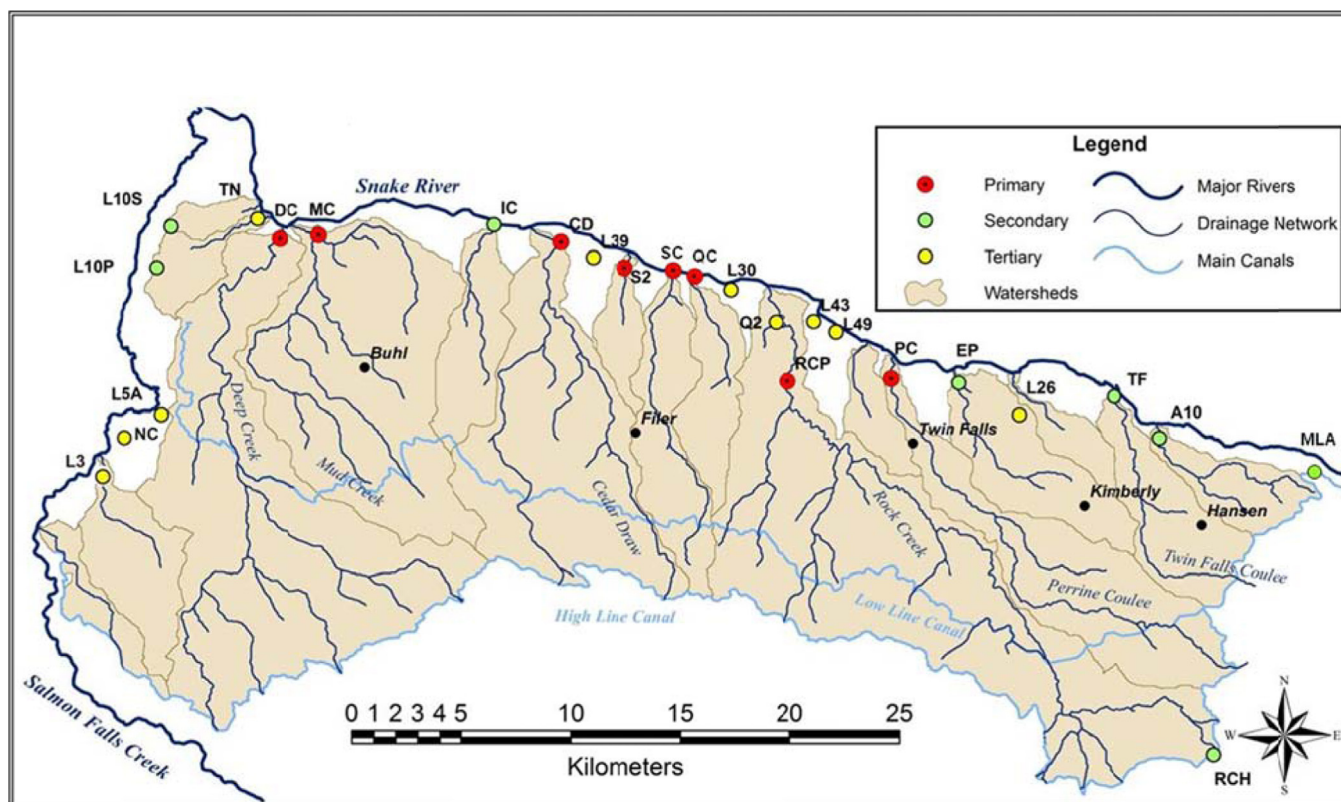 Legend
Primary
Secondary
Tertiary
Watersheds
Major Rivers
Drainage Network
Main Canals
Snake River
L10S
TN
DC
MC
IC
CD
L39
SC
QC
S2
L30
L10P
Q2
L43
L49
RCP
PC
EP
L26
TF
A10
MLA
L5A
NC
L3
Buhl
Filer
Twin Falls
Kimberly
Hansen
Deep Creek
Mud Creek
Cedar Draw
Rock Creek
Perrine Coulee
Twin Falls Coulee
High Line Canal
Low Line Canal
Salmon Falls Creek
0 1 2 3 4 5 10 15 20 25
Kilometers
N
W E
S
RCH